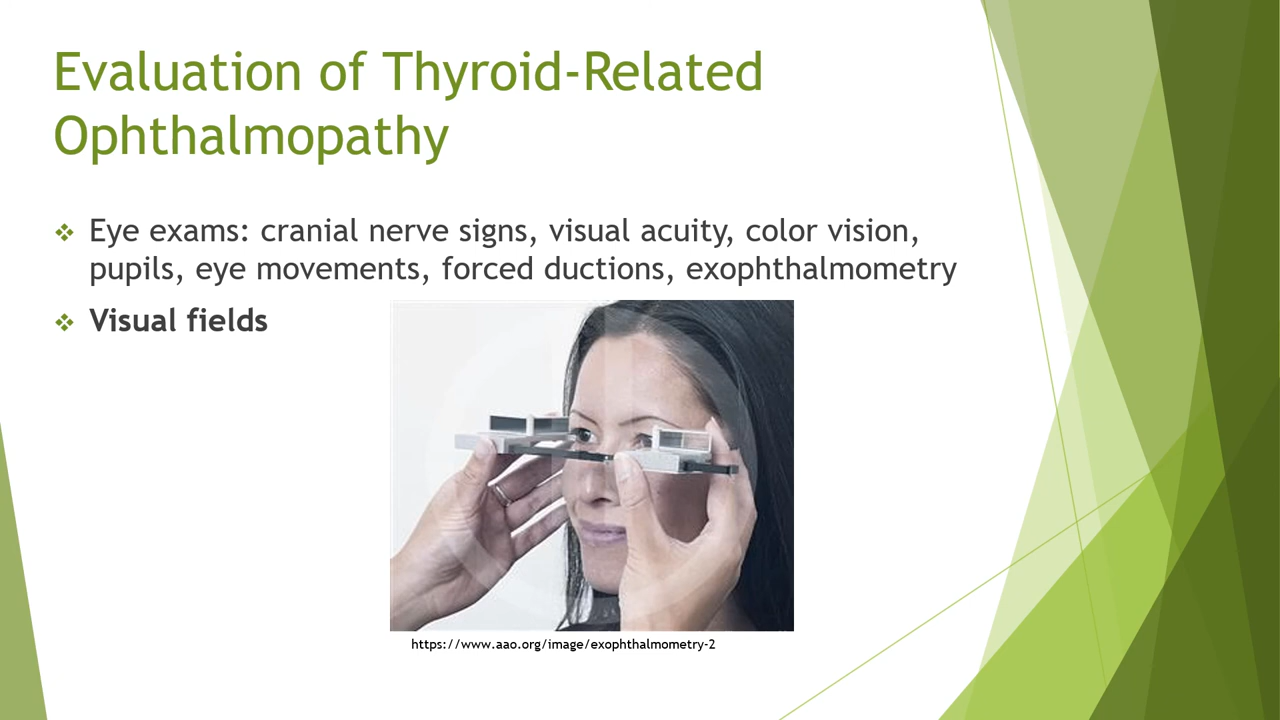 Evaluation of Thyroid-Related
Ophthalmopathy
Eye exams: cranial nerve signs, visual acuity, color vision,
pupils, eye movements, forced ductions, exophthalmometry
Visual fields
https://www.aao.org/image/exophthalmometry-2